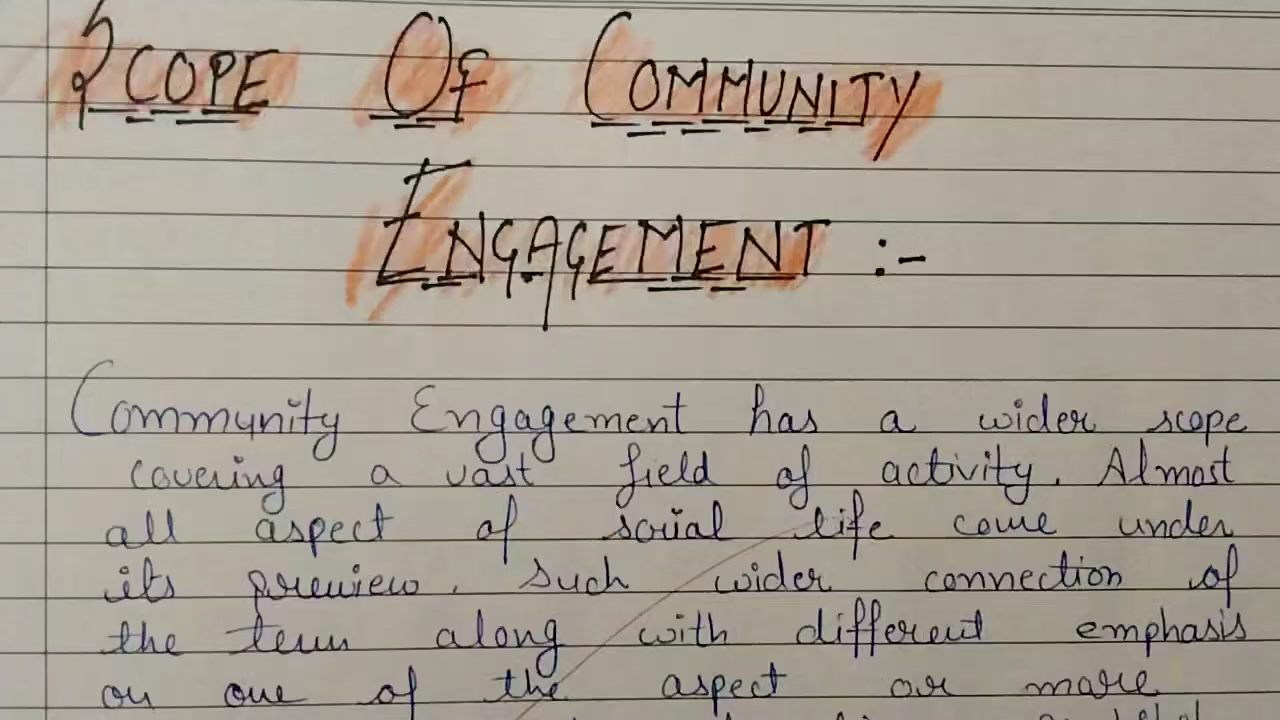 SCOPE OF COMMUNITY
ENGAGEMENT :-
Community Engagement has a wider scope
covering a vast field of activity. Almost
all aspect of social life come under
its preview. Such wider connection of
the term along with different emphasis
on one of the aspect or more